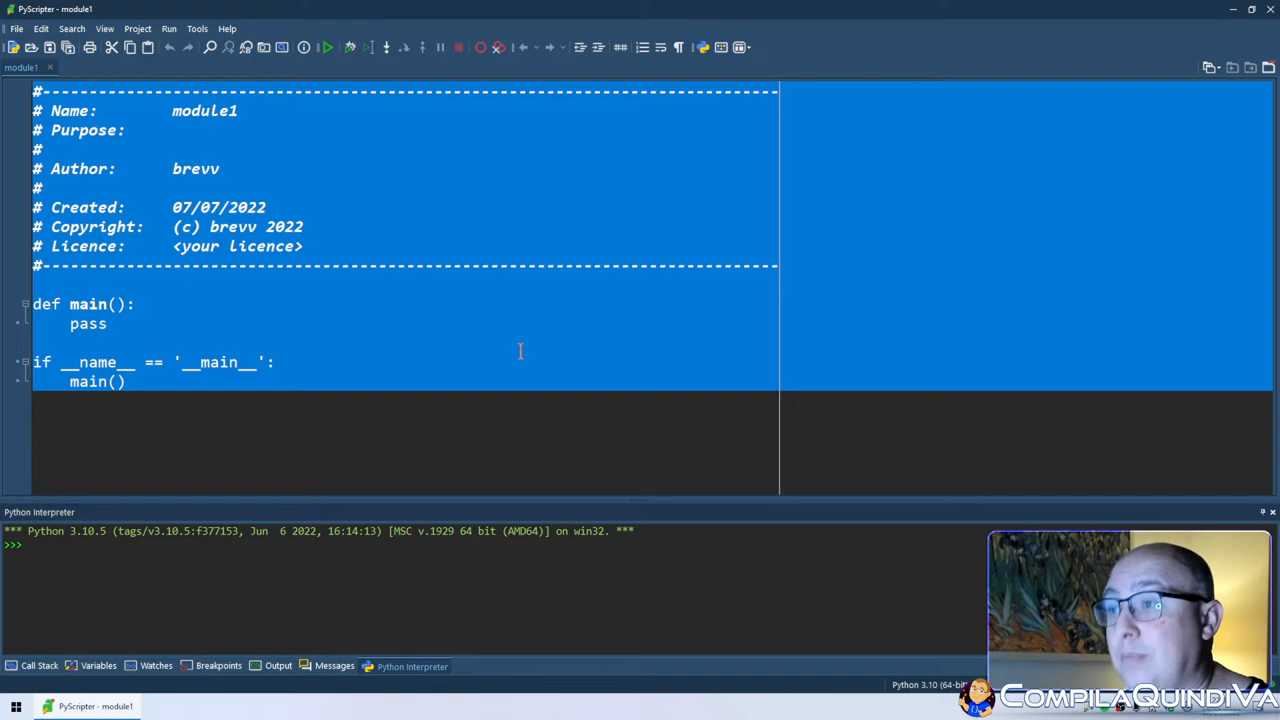 PyScripter - module1
File Edit Search View Project Run Tools Help
module1
#-------------------------------------------------------------------------------
# Name:        module1
# Purpose:
#
# Author:      brevv
#
# Created:     07/07/2022
# Copyright:   (c) brevv 2022
# Licence:     <your licence>
#-------------------------------------------------------------------------------
def main():
    pass
if __name__ == '__main__':
    main()
Python Interpreter
*** Python 3.10.5 (tags/v3.10.5:f377153, Jun  6 2022, 16:14:13) [MSC v.1929 64 bit (AMD64)] on win32. ***
>>>
Call Stack Variables Watches Breakpoints Output Messages Python Interpreter
Python 3.10 (64-bit)
PyScripter - module1
COMPILAQUINDIVA